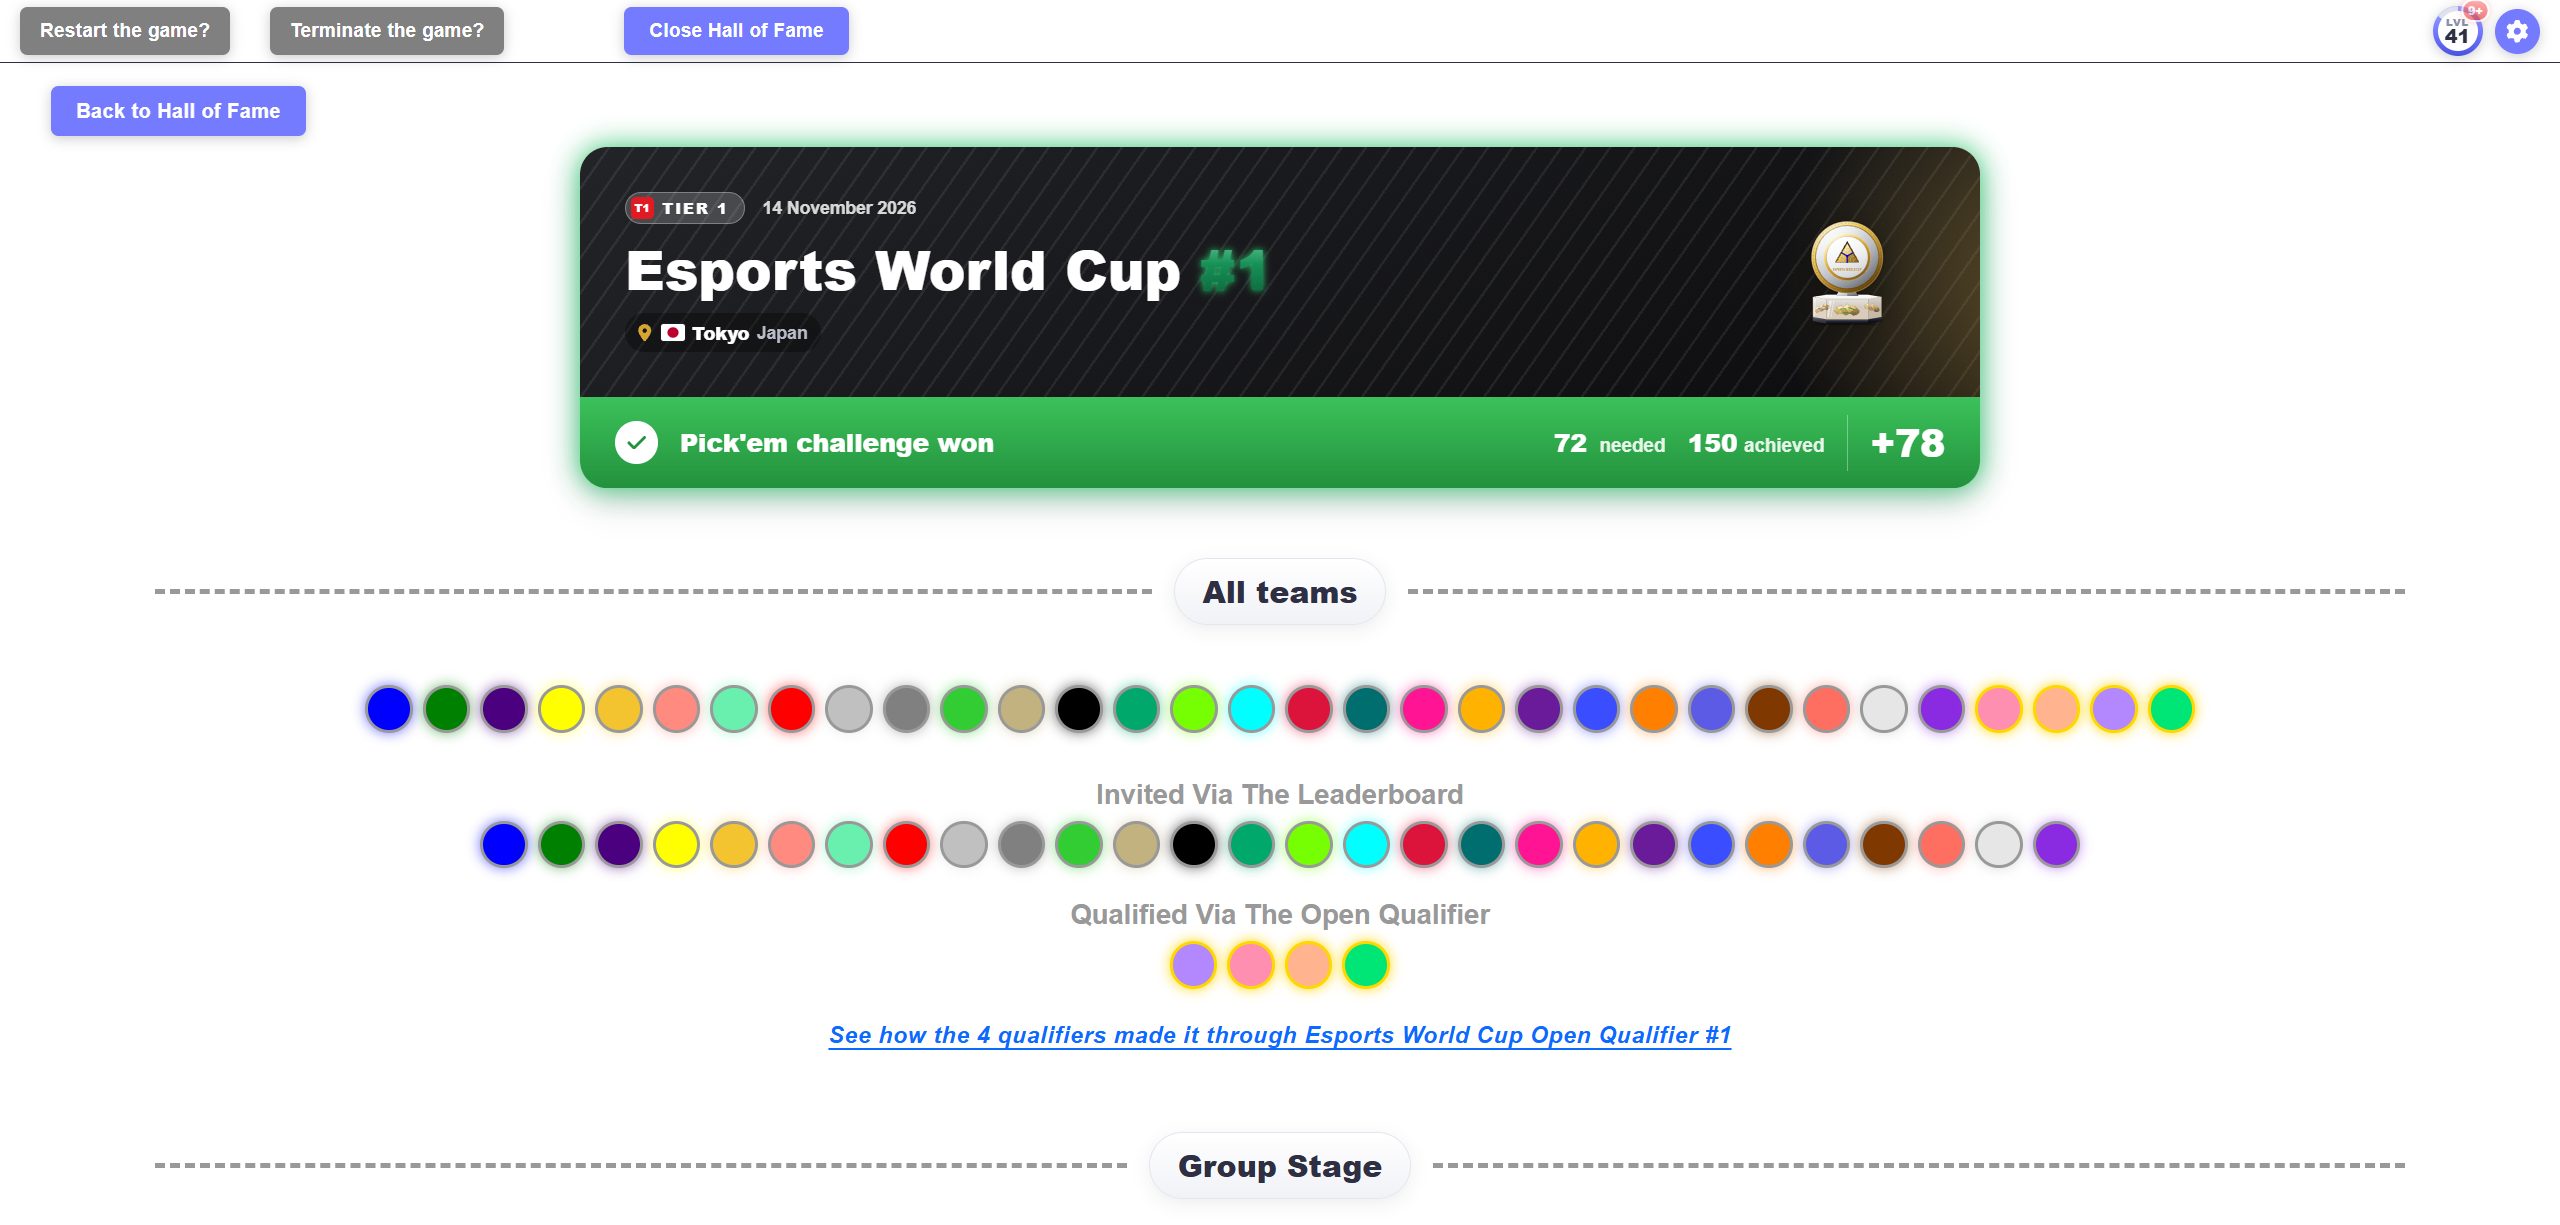 Restart the game?
Terminate the game?
Close Hall of Fame
LVL
41
9+
Back to Hall of Fame
T1 TIER 1
14 November 2026
Esports World Cup #1
Tokyo Japan
Pick'em challenge won
72 needed
150 achieved
+78
All teams
Invited Via The Leaderboard
Qualified Via The Open Qualifier
See how the 4 qualifiers made it through Esports World Cup Open Qualifier #1
Group Stage